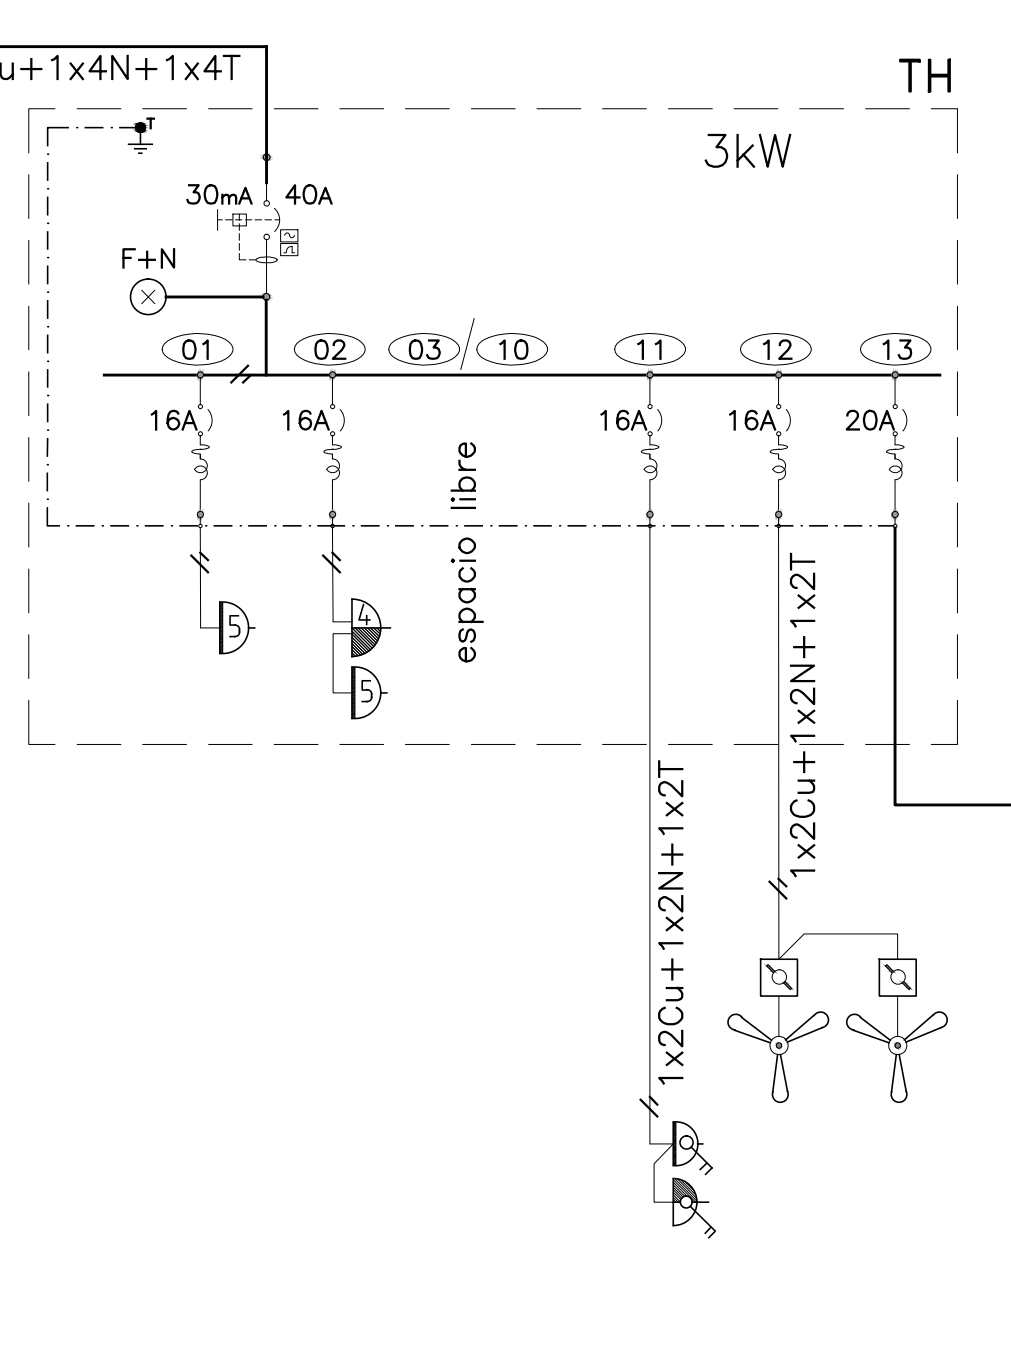 u+1x4N+1x4T
TH
T
3kW
30mA 40A
F+N
01 02 03 / 10 11 12 13
16A 16A 16A 16A 20A
espacio libre
5 4
5
1x2Cu+1x2N+1x2T
1x2Cu+1x2N+1x2T